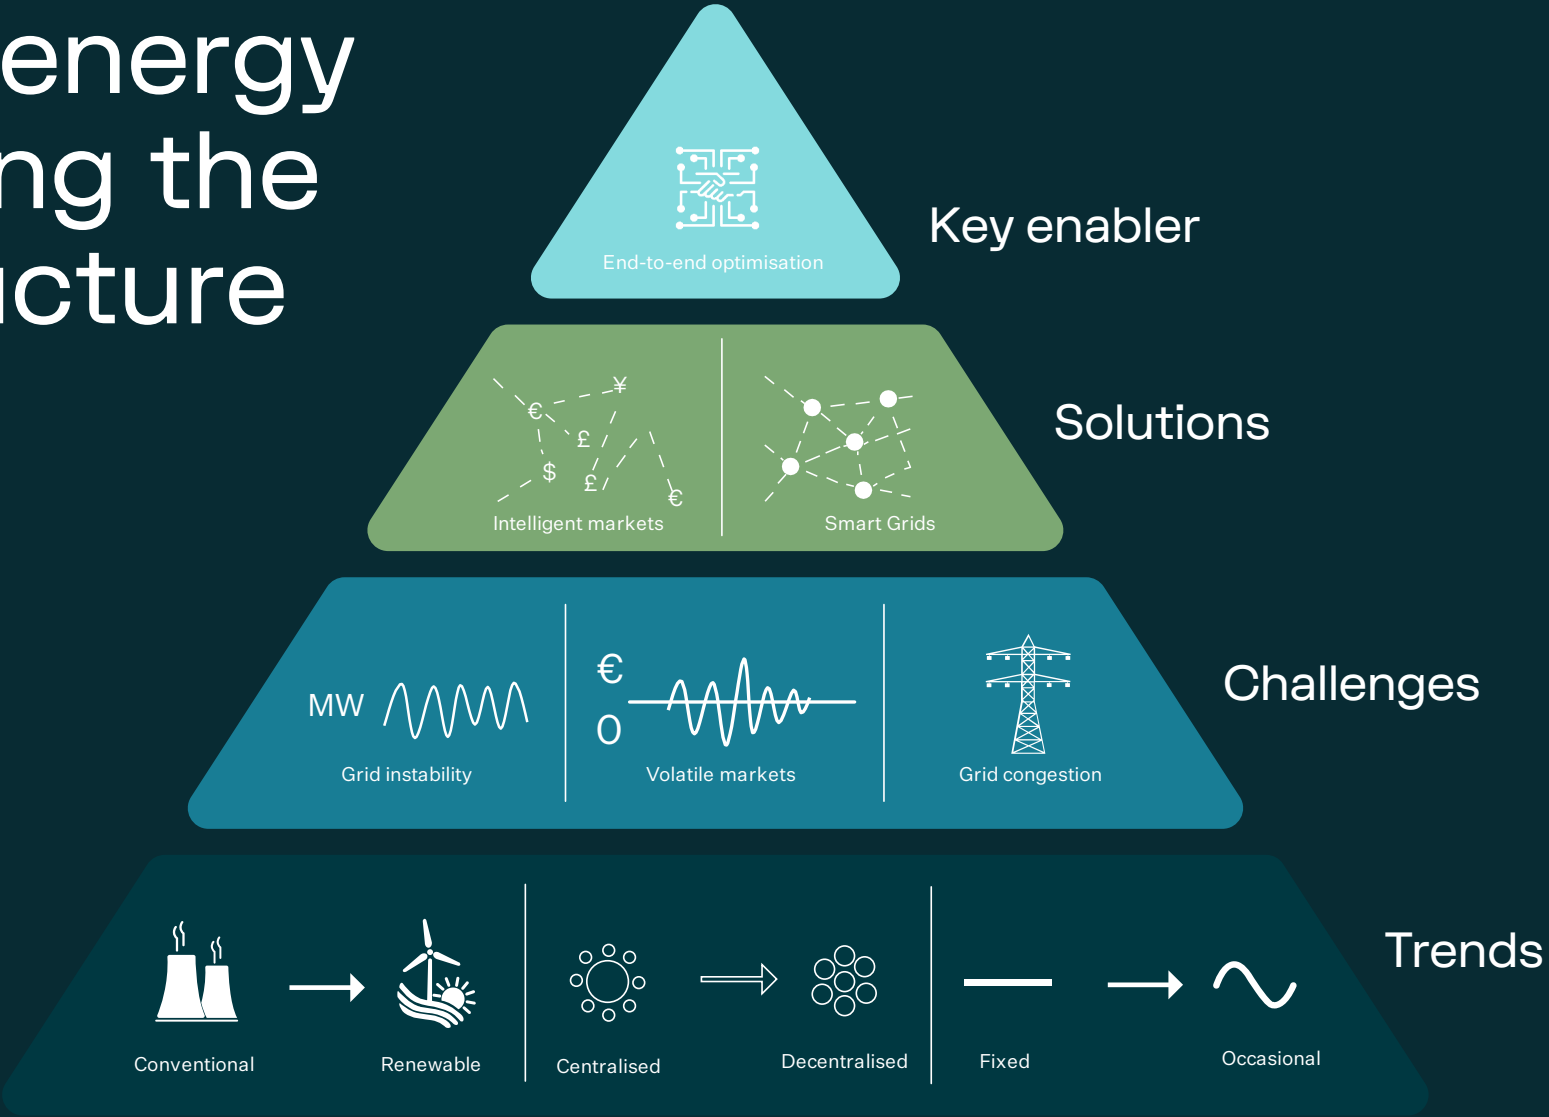 energy
ng the
cture
End-to-end optimisation
Key enabler
¥
€
£
$
£
€
Intelligent markets
Smart Grids
Solutions
MW
€
0
Grid instability
Volatile markets
Grid congestion
Challenges
Conventional
Renewable
Centralised
Decentralised
Fixed
Occasional
Trends